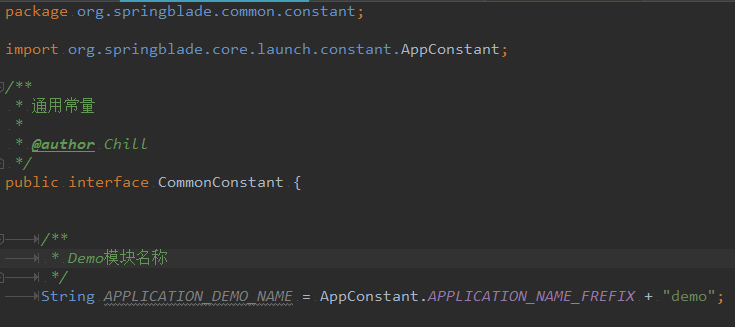 package org.springblade.common.constant;
import org.springblade.core.launch.constant.AppConstant;
/**
* 通用常量
*
* @author Chill
*/
public interface CommonConstant {
/**
* Demo模块名称
*/
String APPLICATION_DEMO_NAME = AppConstant.APPLICATION_NAME_FREFIX + "demo";